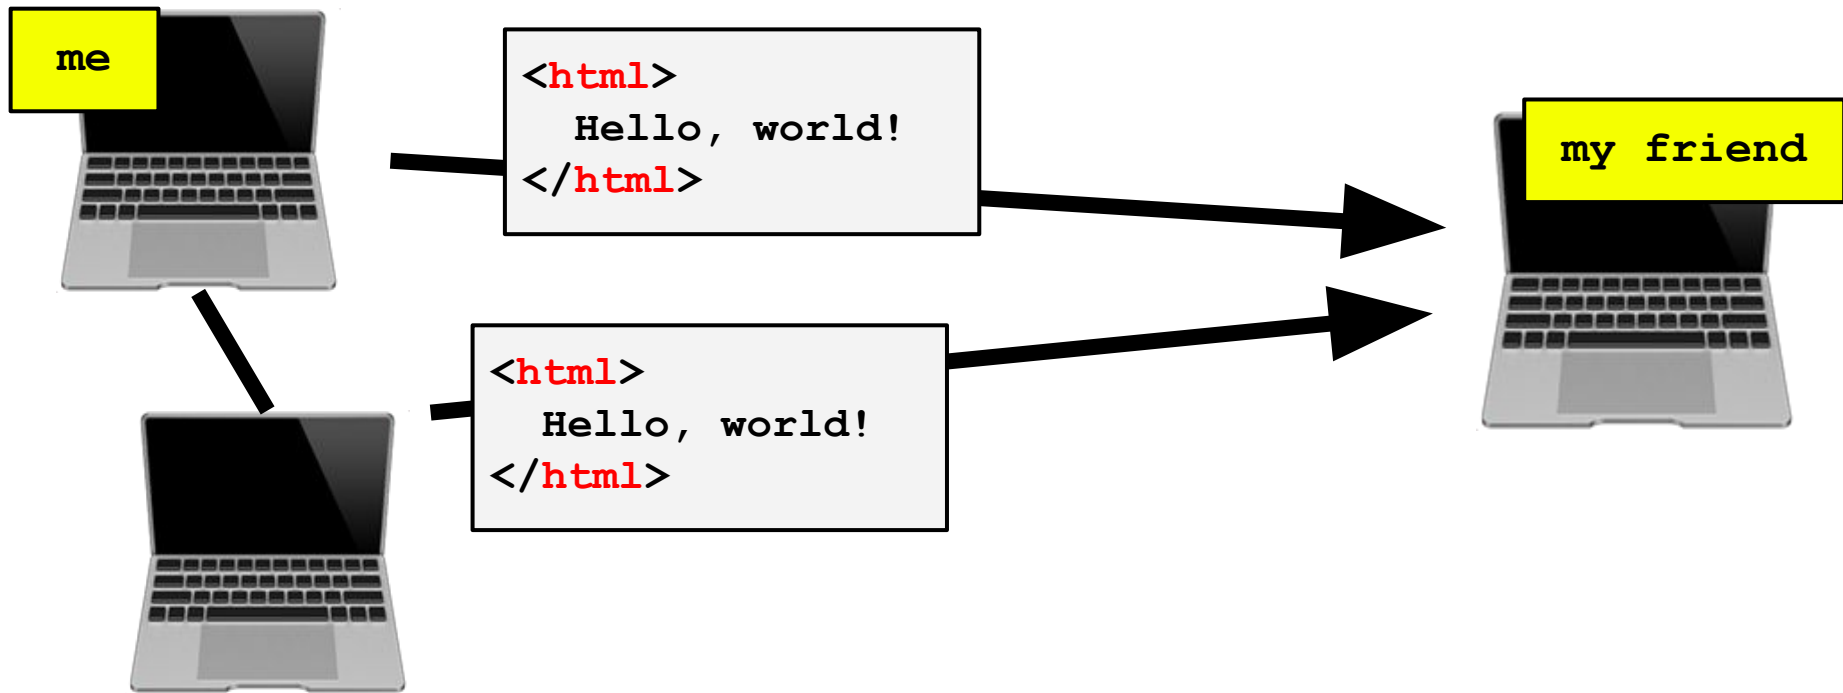 me
<html>
  Hello, world!
</html>
my friend
<html>
  Hello, world!
</html>